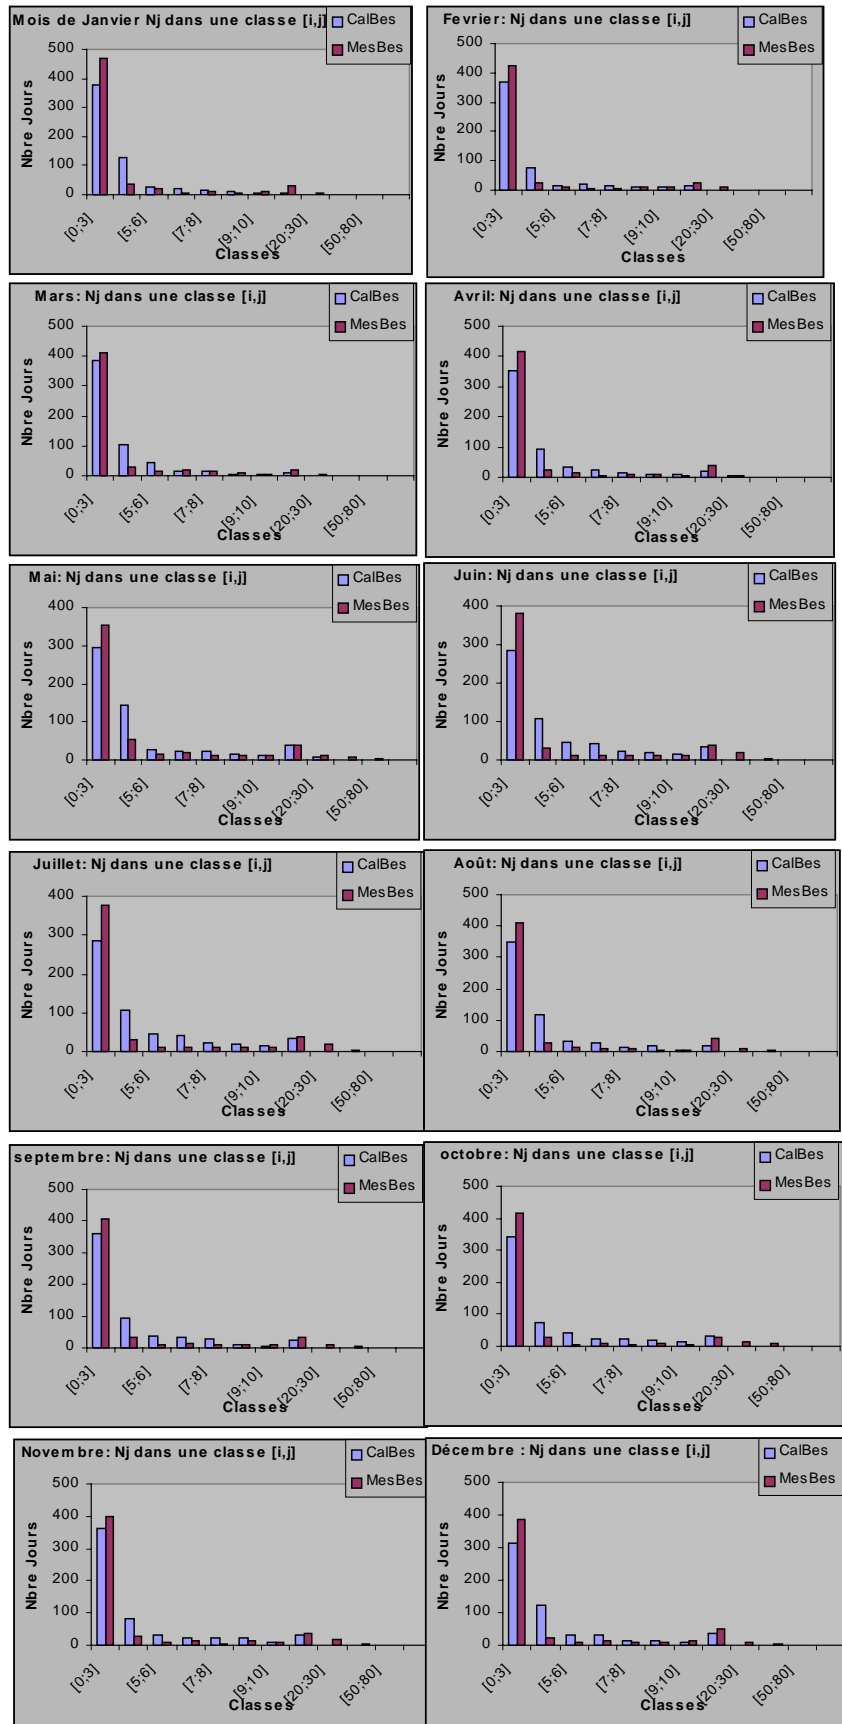 Mois de Janvier Nj dans une classe [i,j]
CalBes
MesBes
Nbre Jours
500
400
300
200
100
0
[0;3]
[5;6]
[7;8]
[9;10]
[20;30]
[50;80]
Classes
Fevrier: Nj dans une classe [i,j]
CalBes
MesBes
Nbre Jours
500
400
300
200
100
0
[0;3]
[5;6]
[7;8]
[9;10]
[20;30]
[50;80]
Classes
Mars: Nj dans une classe [i,j]
CalBes
MesBes
Nbre Jours
500
400
300
200
100
0
[0;3]
[5;6]
[7;8]
[9;10]
[20;30]
[50;80]
Classes
Avril: Nj dans une classe [i,j]
CalBes
MesBes
Nbre Jours
500
400
300
200
100
0
[0;3]
[5;6]
[7;8]
[9;10]
[20;30]
[50;80]
Classes
Mai: Nj dans une classe [i,j]
CalBes
MesBes
Nbre Jours
400
300
200
100
0
[0;3]
[5;6]
[7;8]
[9;10]
[20;30]
[50;80]
Classes
Juin: Nj dans une classe [i,j]
CalBes
MesBes
Nbre Jours
400
300
200
100
0
[0;3]
[5;6]
[7;8]
[9;10]
[20;30]
[50;80]
Classes
Juillet: Nj dans une classe [i,j]
CalBes
MesBes
Nbre Jours
400
300
200
100
0
[0;3]
[5;6]
[7;8]
[9;10]
[20;30]
[50;80]
Classes
Août: Nj dans une classe [i,j]
CalBes
MesBes
Nbre Jours
500
400
300
200
100
0
[0;3]
[5;6]
[7;8]
[9;10]
[20;30]
[50;80]
Classes
septembre: Nj dans une classe [i,j]
CalBes
MesBes
Nbre Jours
500
400
300
200
100
0
[0;3]
[5;6]
[7;8]
[9;10]
[20;30]
[50;80]
Classes
octobre: Nj dans une classe [i,j]
CalBes
MesBes
Nbre Jours
500
400
300
200
100
0
[0;3]
[5;6]
[7;8]
[9;10]
[20;30]
[50;80]
Classes
Novembre: Nj dans une classe [i,j]
CalBes
MesBes
Nbre Jours
500
400
300
200
100
0
[0;3]
[5;6]
[7;8]
[9;10]
[20;30]
[50;80]
Classes
Décembre : Nj dans une classe [i,j]
CalBes
MesBes
Nbre Jours
500
400
300
200
100
0
[0;3]
[5;6]
[7;8]
[9;10]
[20;30]
[50;80]
Classes